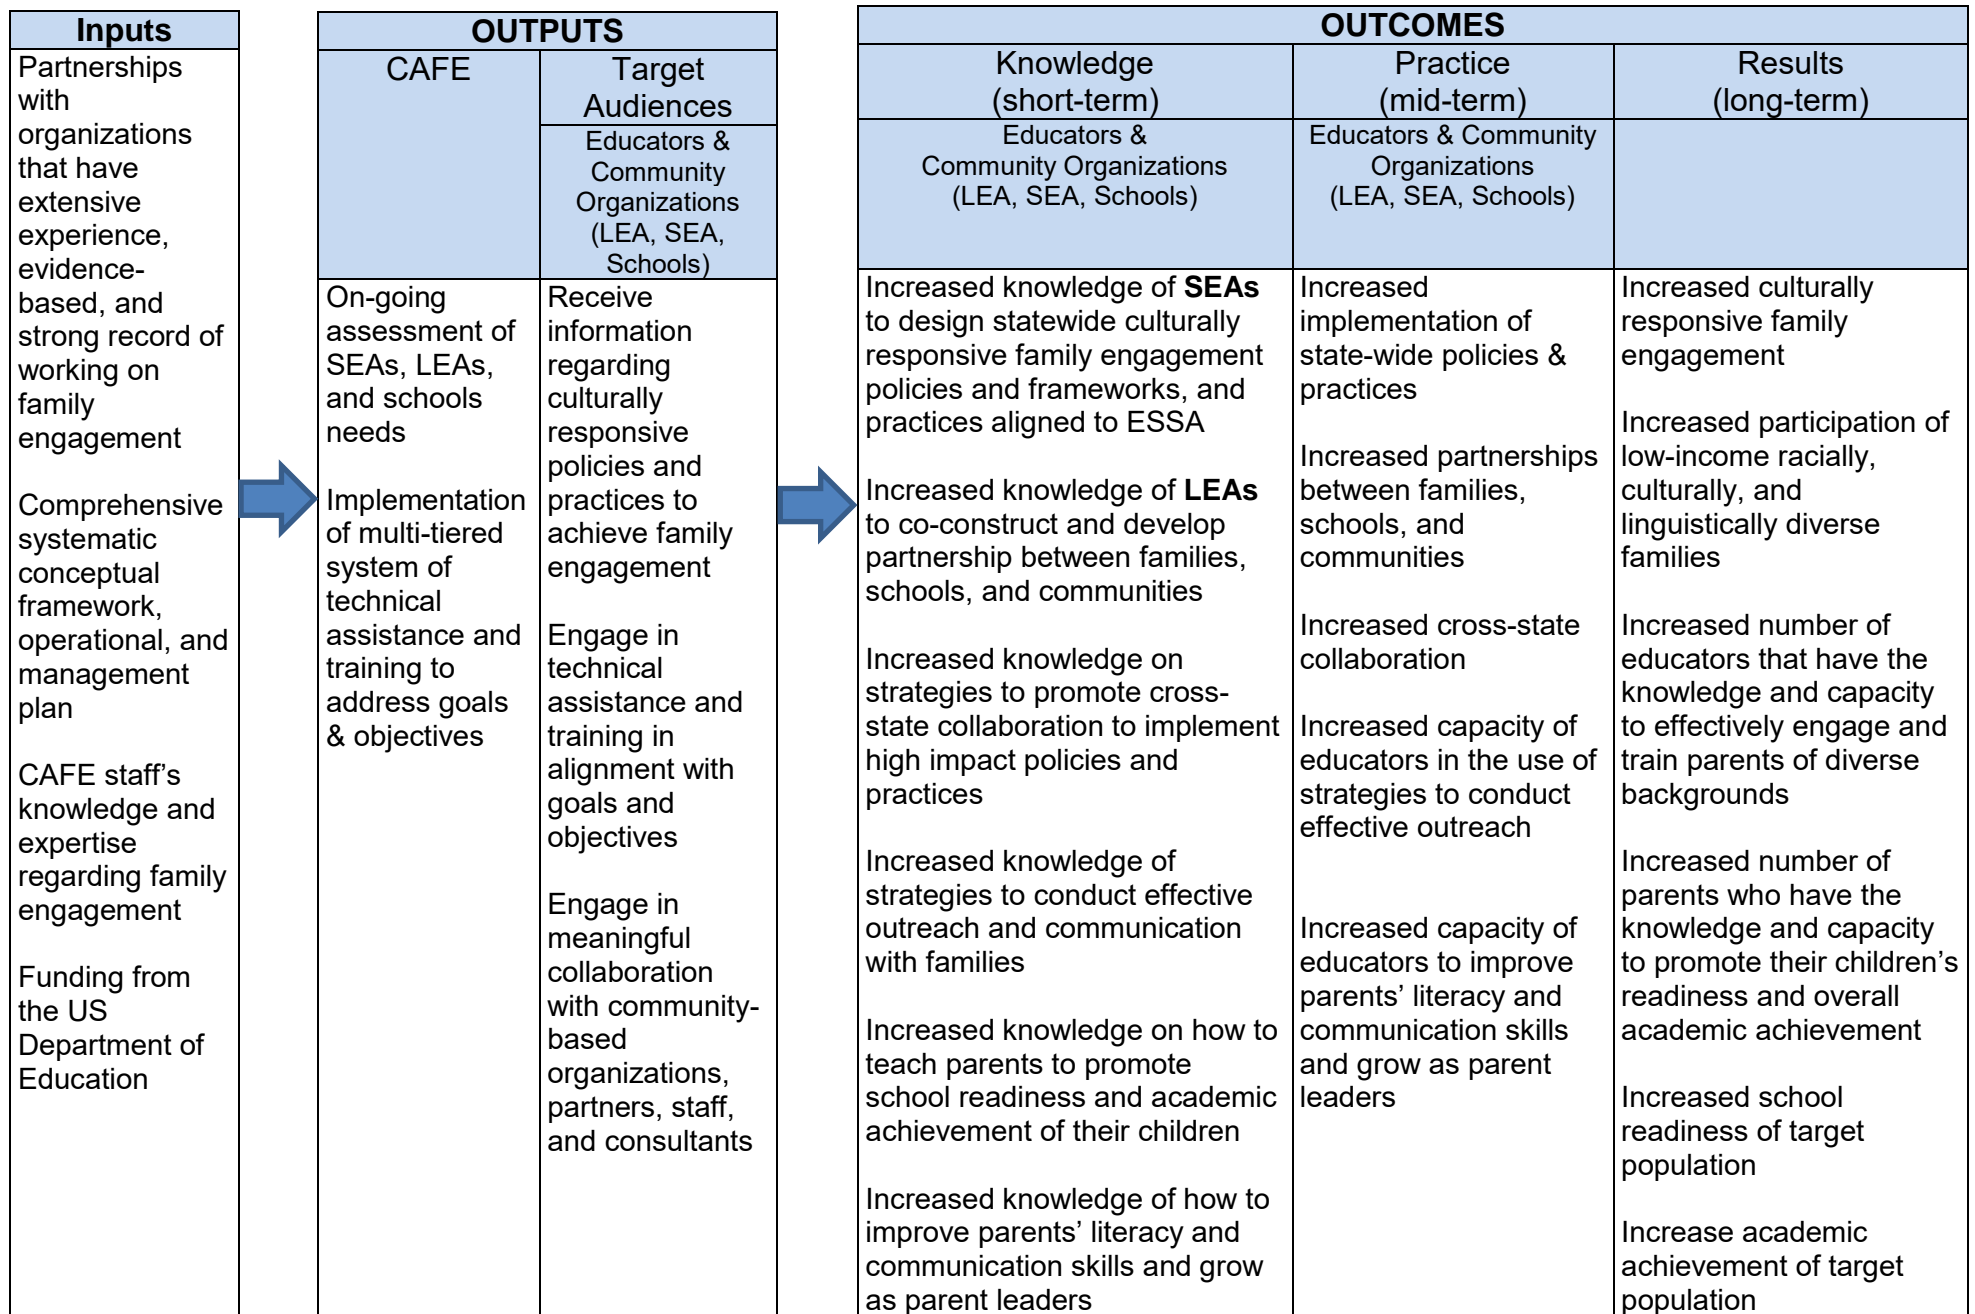 Inputs
Partnerships
with
organizations
that have
extensive
experience,
evidence-
based, and
strong record of
working on
family
engagement
Comprehensive
systematic
conceptual
framework,
operational, and
management
plan
CAFE staff’s
knowledge and
expertise
regarding family
engagement
Funding from
the US
Department of
Education
OUTPUTS
CAFE
On-going
assessment of
SEAs, LEAs,
and schools
needs
Implementation
of multi-tiered
system of
technical
assistance and
training to
address goals
& objectives
Target
Audiences
Educators &
Community
Organizations
(LEA, SEA,
Schools)
Receive
information
regarding
culturally
responsive
policies and
practices to
achieve family
engagement
Engage in
technical
assistance and
training in
alignment with
goals and
objectives
Engage in
meaningful
collaboration
with community-
based
organizations,
partners, staff,
and consultants
OUTCOMES
Knowledge
(short-term)
Educators &
Community Organizations
(LEA, SEA, Schools)
Increased knowledge of SEAs
to design statewide culturally
responsive family engagement
policies and frameworks, and
practices aligned to ESSA
Increased knowledge of LEAs
to co-construct and develop
partnership between families,
schools, and communities
Increased knowledge on
strategies to promote cross-
state collaboration to implement
high impact policies and
practices
Increased knowledge of
strategies to conduct effective
outreach and communication
with families
Increased knowledge on how to
teach parents to promote
school readiness and academic
achievement of their children
Increased knowledge of how to
improve parents’ literacy and
communication skills and grow
as parent leaders
Practice
(mid-term)
Educators & Community
Organizations
(LEA, SEA, Schools)
Increased
implementation of
state-wide policies &
practices
Increased partnerships
between families,
schools, and
communities
Increased cross-state
collaboration
Increased capacity of
educators in the use of
strategies to conduct
effective outreach
Increased capacity of
educators to improve
parents’ literacy and
communication skills
and grow as parent
leaders
Results
(long-term)
Increased culturally
responsive family
engagement
Increased participation of
low-income racially,
culturally, and
linguistically diverse
families
Increased number of
educators that have the
knowledge and capacity
to effectively engage and
train parents of diverse
backgrounds
Increased number of
parents who have the
knowledge and capacity
to promote their children’s
readiness and overall
academic achievement
Increased school
readiness of target
population
Increase academic
achievement of target
population